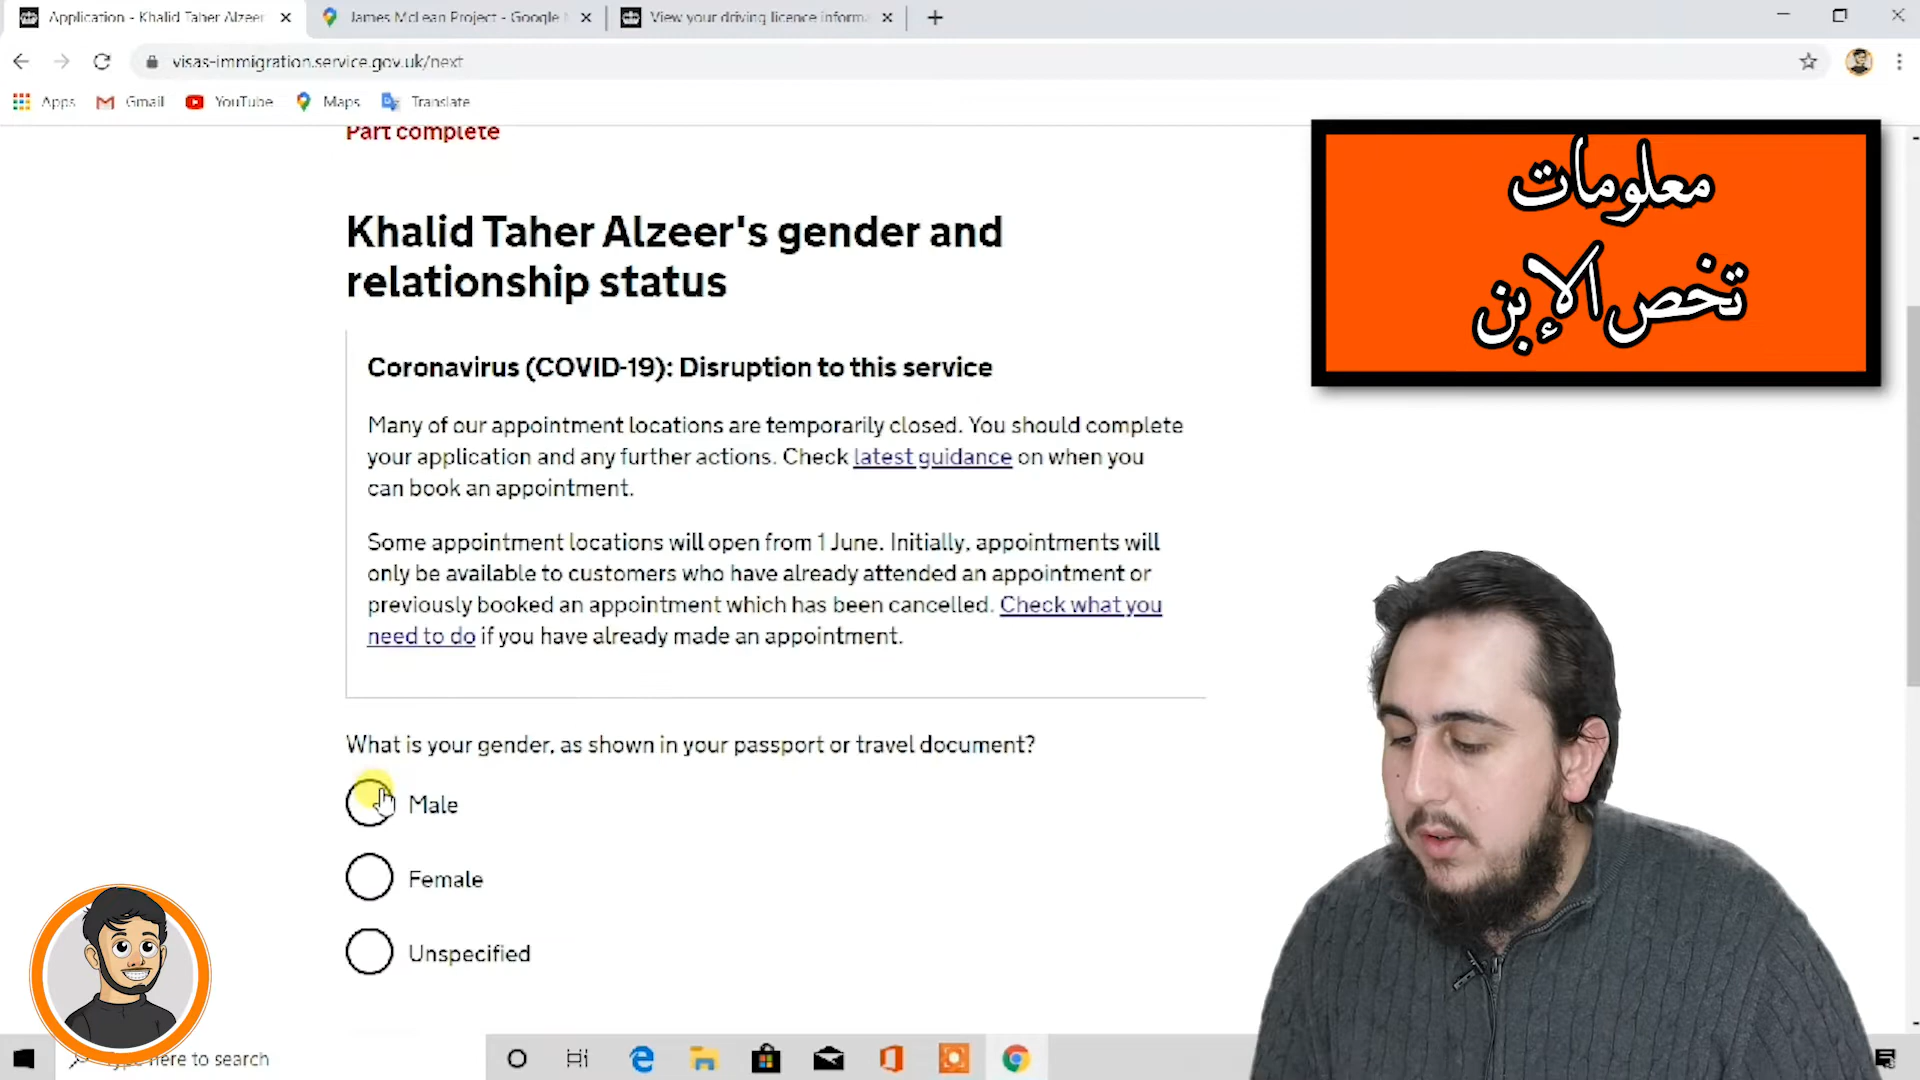 Application - Khalid Taher Alzeer
James McLean Project - Google
View your driving licence informa
visas-immigration.service.gov.uk/next
Apps
Gmail
YouTube
Maps
Translate
Part complete
معلومات
تخص الإبن
Khalid Taher Alzeer's gender and
relationship status
Coronavirus (COVID-19): Disruption to this service
Many of our appointment locations are temporarily closed. You should complete
your application and any further actions. Check latest guidance on when you
can book an appointment.
Some appointment locations will open from 1 June. Initially, appointments will
only be available to customers who have already attended an appointment or
previously booked an appointment which has been cancelled. Check what you
need to do if you have already made an appointment.
What is your gender, as shown in your passport or travel document?
Male
Female
Unspecified
here to search